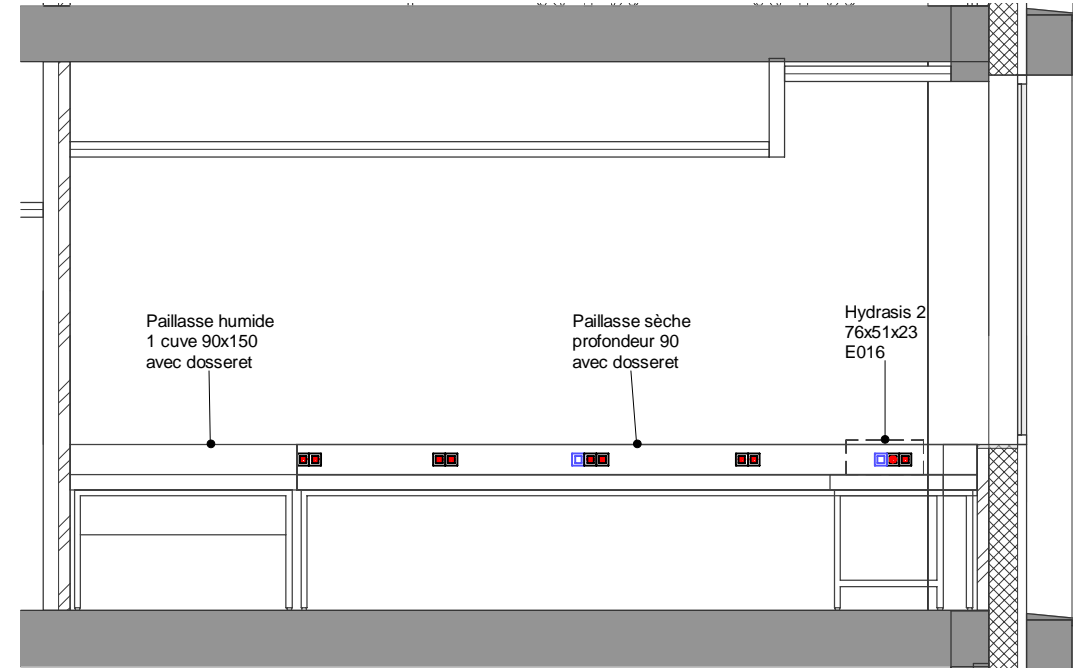 Paillasse humide
1 cuve 90x150
avec dosseret
Paillasse sèche
profondeur 90
avec dosseret
Hydrasis 2
76x51x23
E016